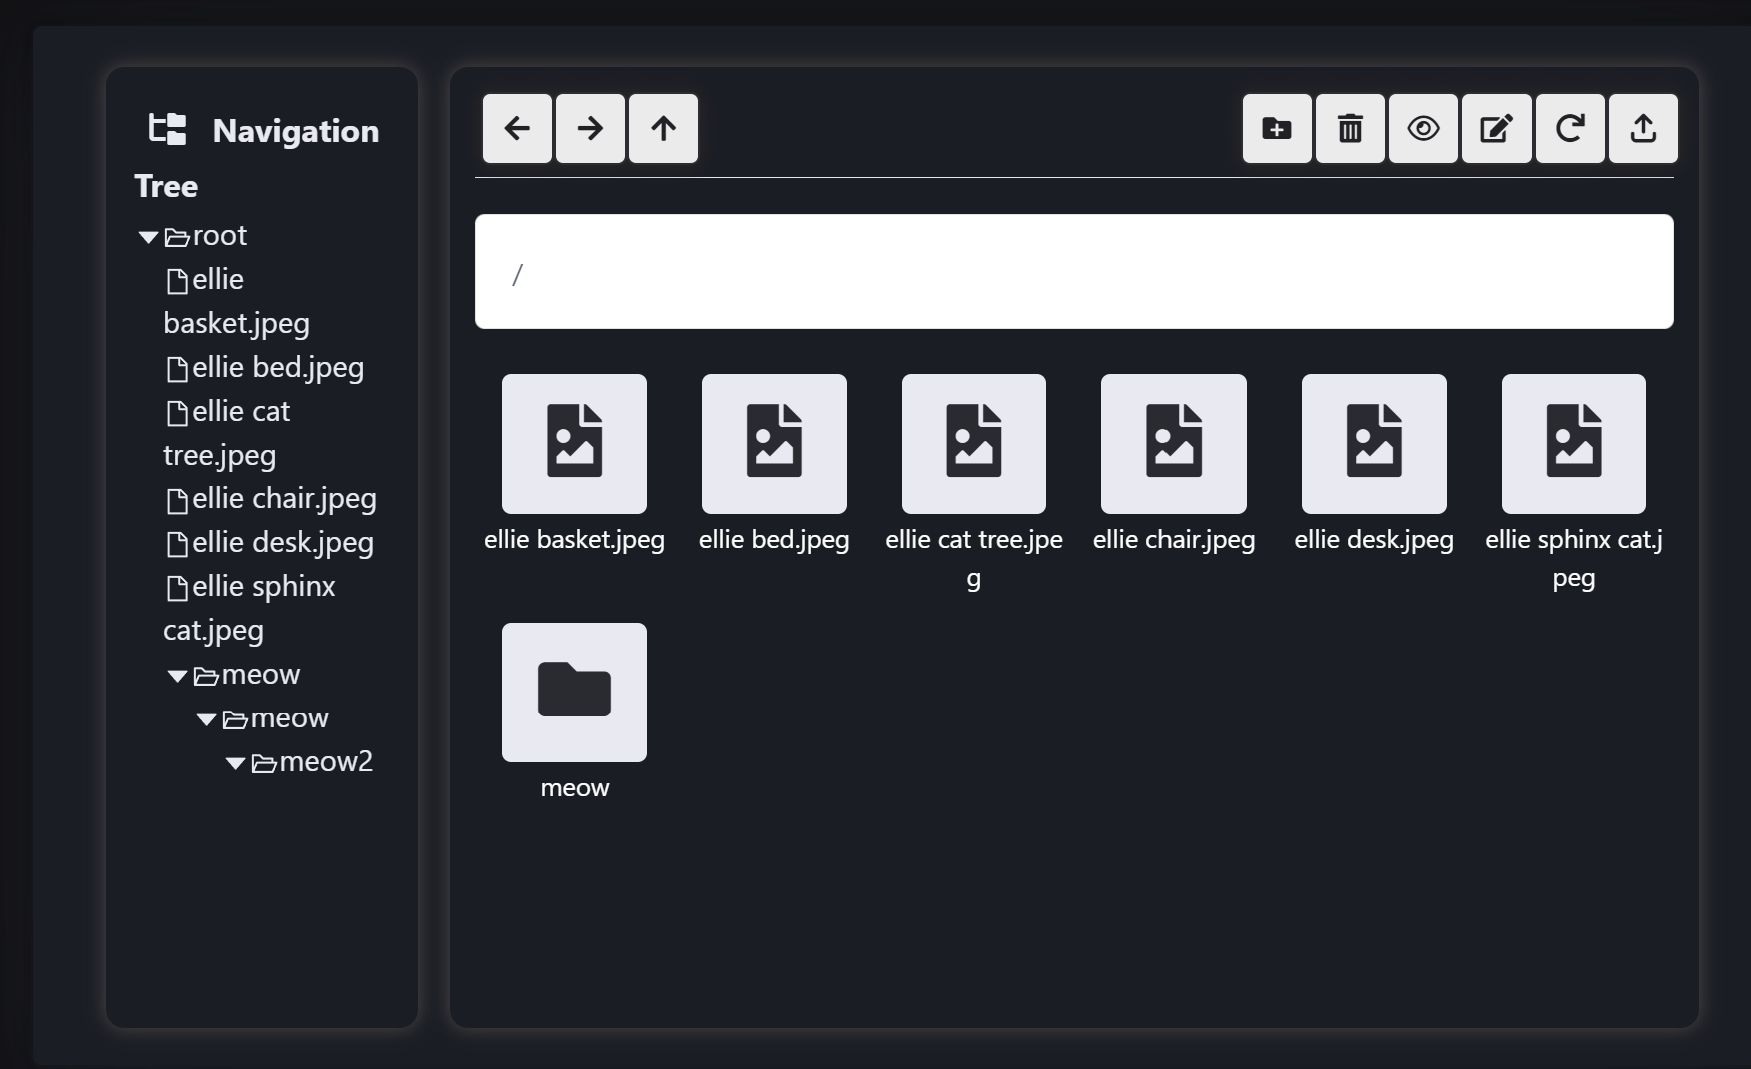 Navigation
Tree
root
ellie
basket.jpeg
ellie bed.jpeg
ellie cat
tree.jpeg
ellie chair.jpeg
ellie desk.jpeg
ellie sphinx
cat.jpeg
meow
meow
meow2
/
ellie basket.jpeg
ellie bed.jpeg
ellie cat tree.jpe
g
ellie chair.jpeg
ellie desk.jpeg
ellie sphinx cat.j
peg
meow